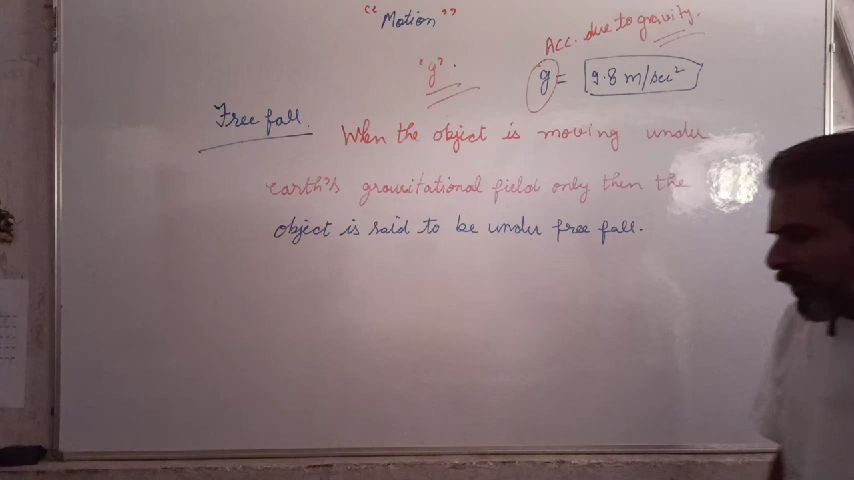 "Motion"
Acc. due to gravity.
'g'.
g = 9.8 m/sec²
Free fall.
When the object is moving under
earth's gravitational field only then the
object is said to be under free fall.